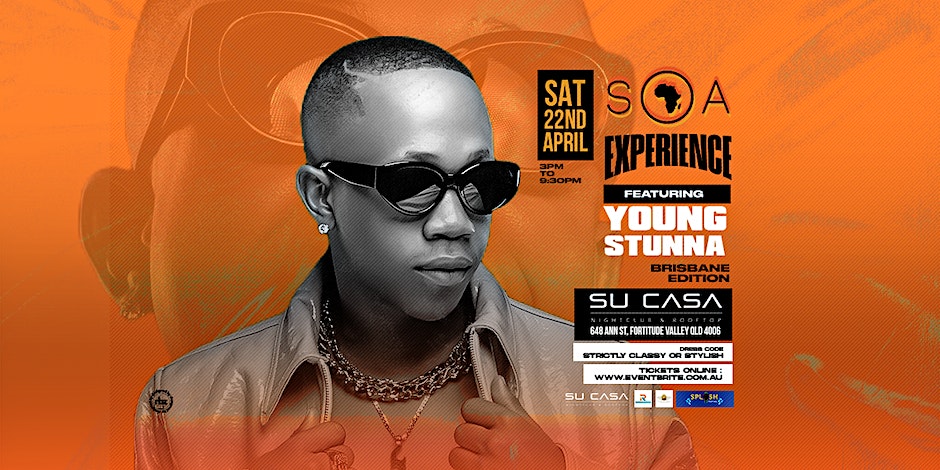 SAT
22ND
APRIL
3PM
TO
9:30PM
SOA
EXPERIENCE
FEATURING
YOUNG
STUNNA
BRISBANE
EDITION
SU CASA
NIGHTCLUB & ROOFTOP
648 ANN ST, FORTITUDE VALLEY QLD 4006
DRESS CODE
STRICTLY CLASSY OR STYLISH
TICKETS ONLINE :
WWW.EVENTBRITE.COM.AU
SU CASA
R
SPLASH